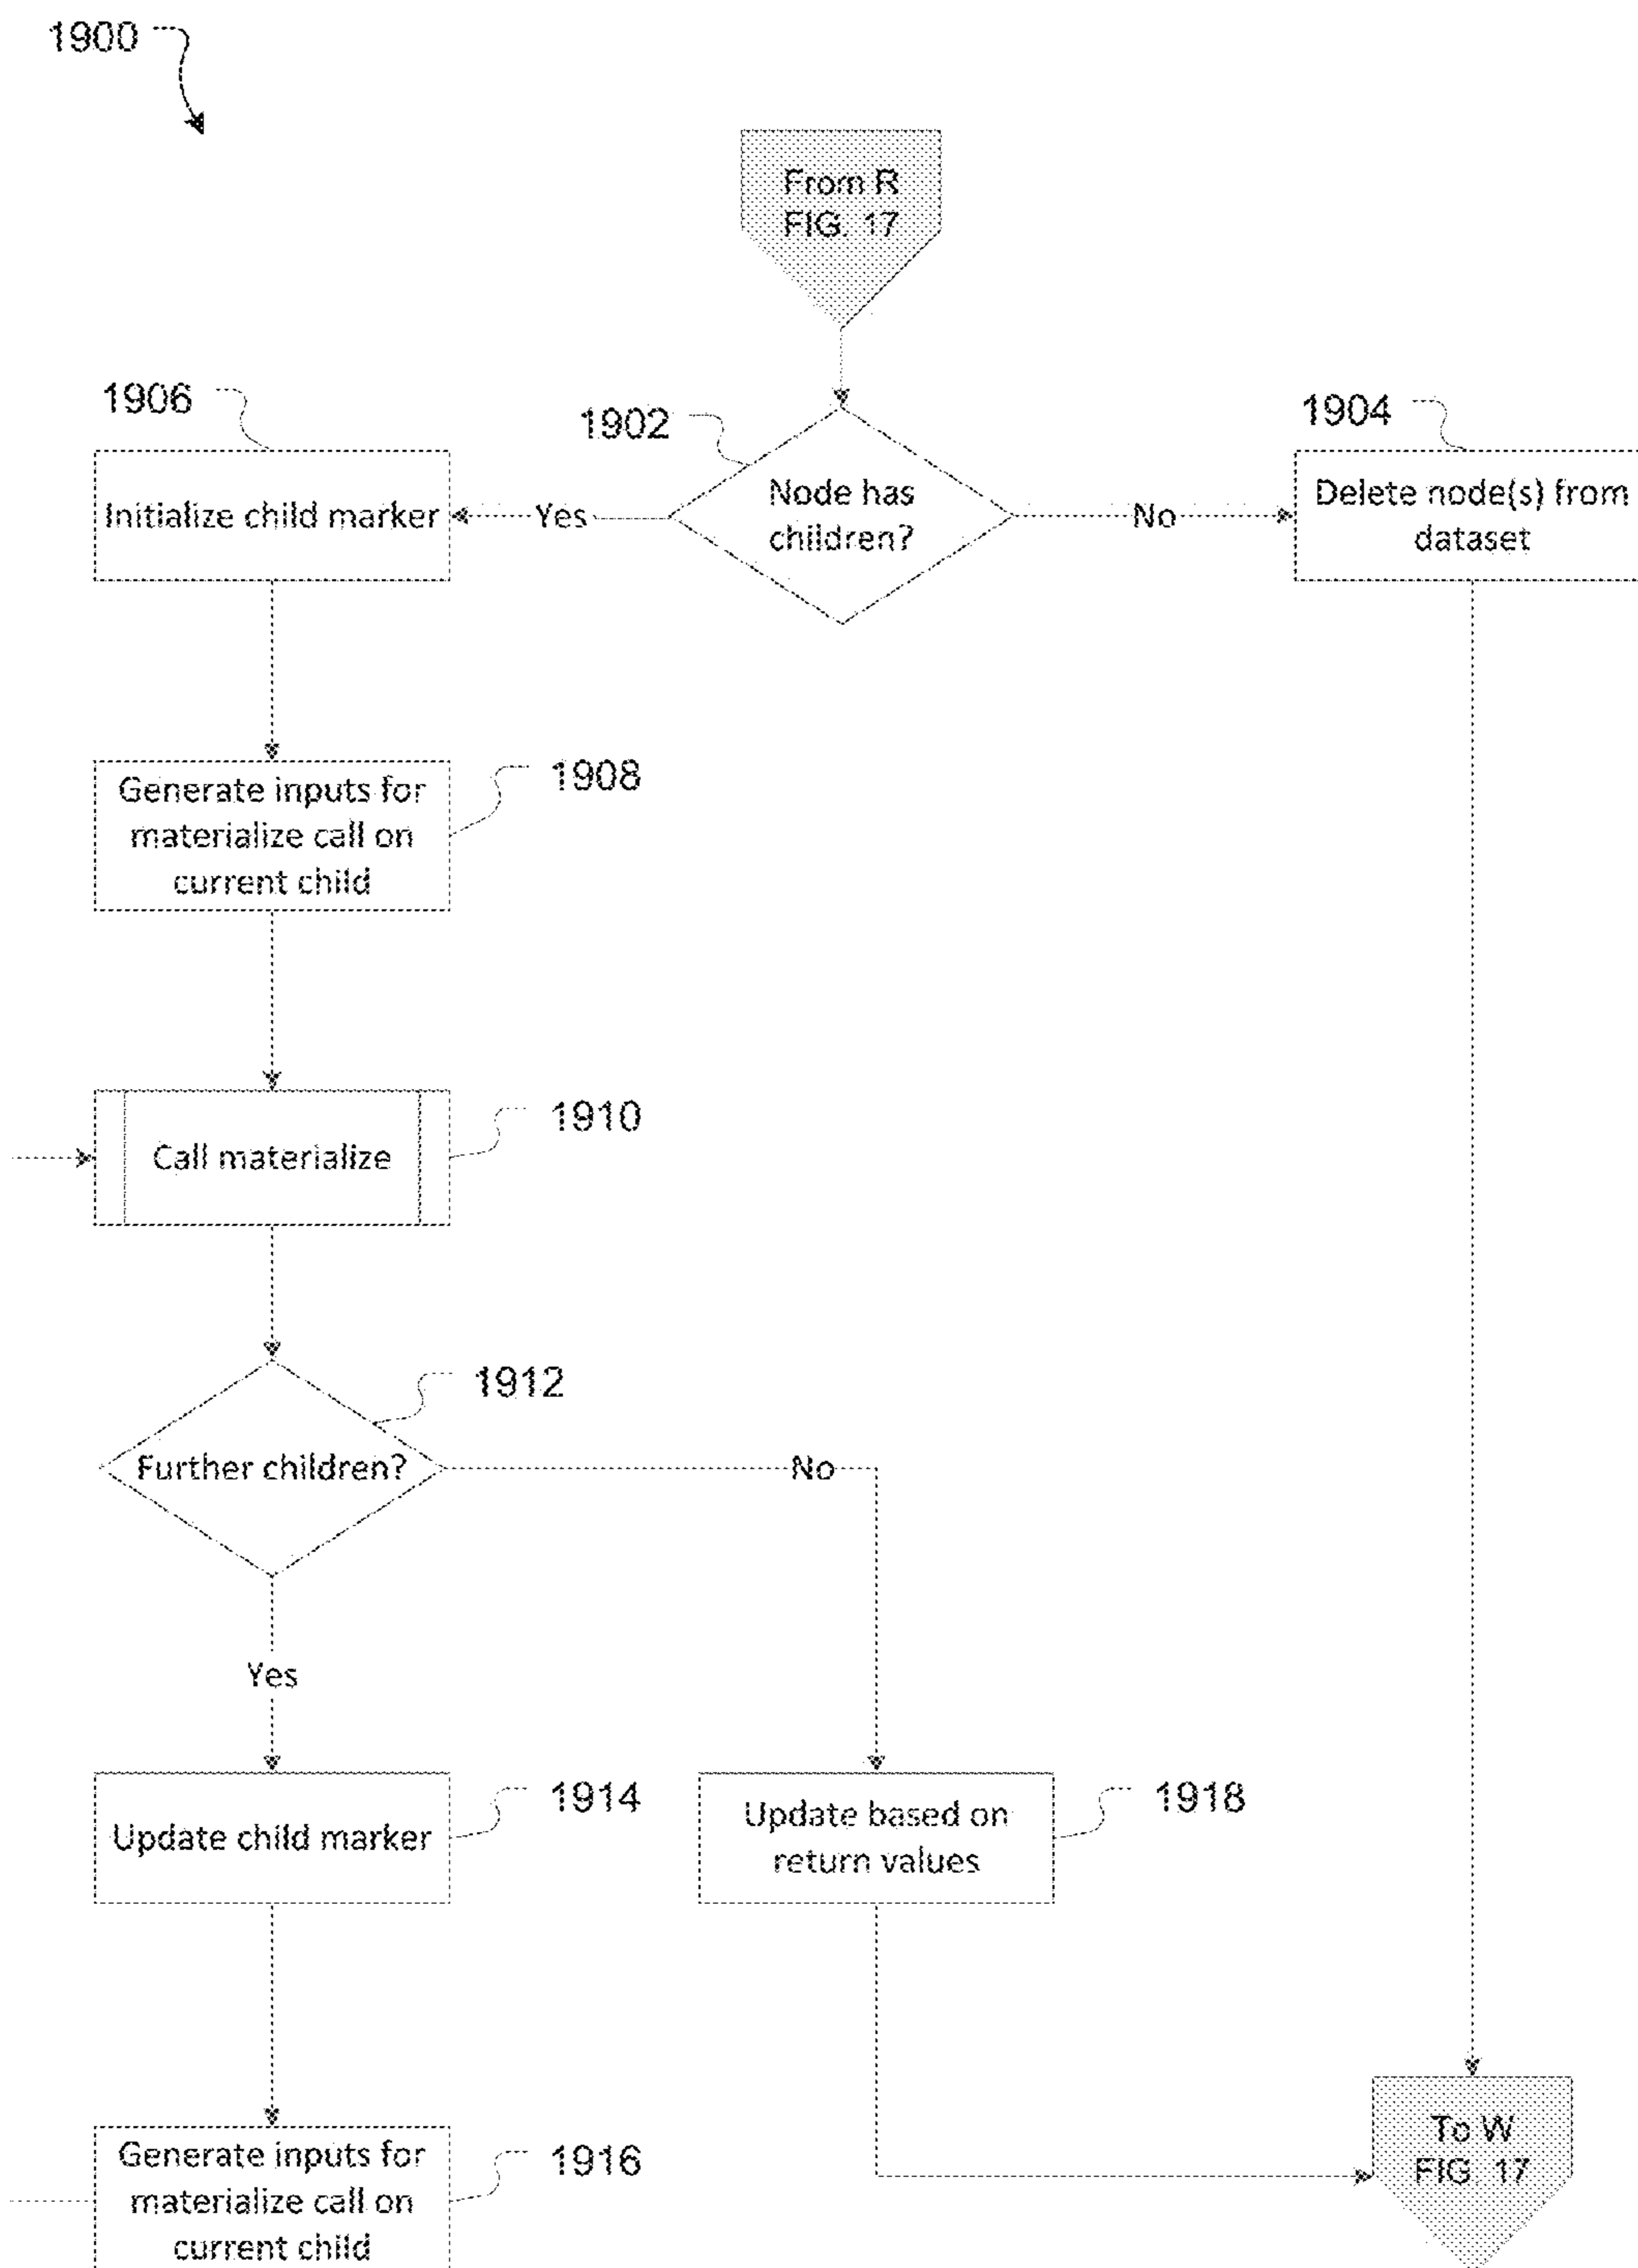 1900
From R
FIG. 17
1906
1902
1904
Initialize child marker
Yes
Node has
children?
No
Delete node(s) from
dataset
Generate inputs for
materialize call on
current child
1908
Call materialize
1910
1912
Further children?
No
Yes
Update child marker
1914
Update based on
return values
1918
Generate inputs for
materialize call on
current child
1916
To W
FIG. 17